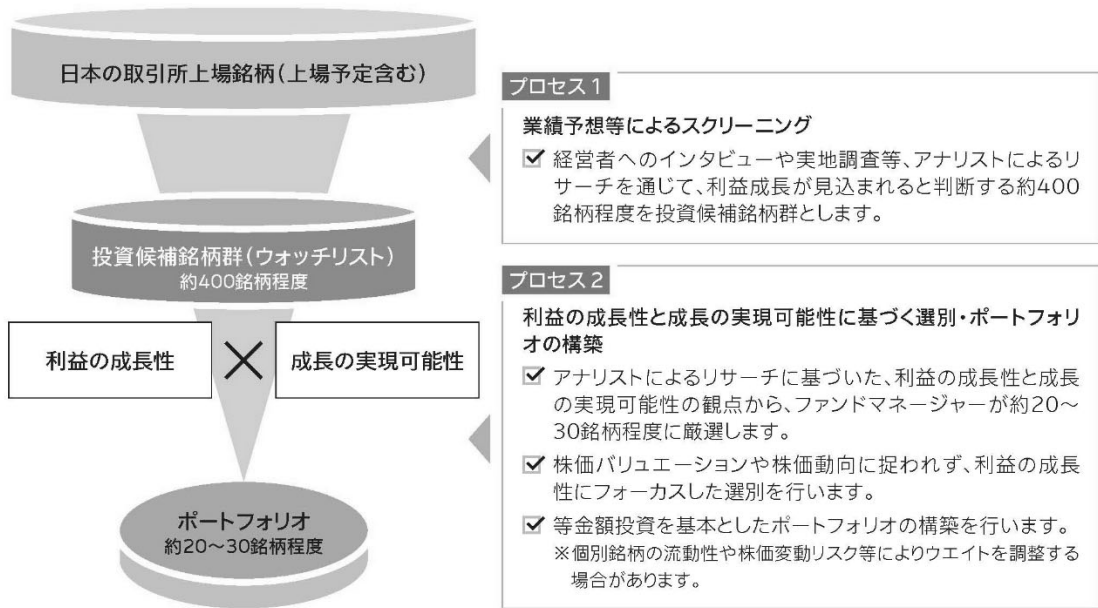 日本の取引所上場銘柄(上場予定含む)
プロセス1
業績予想等によるスクリーニング
経営者へのインタビューや実地調査等、アナリストによるリ
サーチを通じて、利益成長が見込まれると判断する約400
銘柄程度を投資候補銘柄群とします。
投資候補銘柄群(ウォッチリスト)
約400銘柄程度
利益の成長性
成長の実現可能性
プロセス2
利益の成長性と成長の実現可能性に基づく選別・ポートフォリ
オの構築
アナリストによるリサーチに基づいた、利益の成長性と成長
の実現可能性の観点から、ファンドマネージャーが約20～
30銘柄程度に厳選します。
株価バリュエーションや株価動向に捉われず、利益の成長
性にフォーカスした選別を行います。
等金額投資を基本としたポートフォリオの構築を行います。
※個別銘柄の流動性や株価変動リスク等によりウエイトを調整する
場合があります。
ポートフォリオ
約20～30銘柄程度